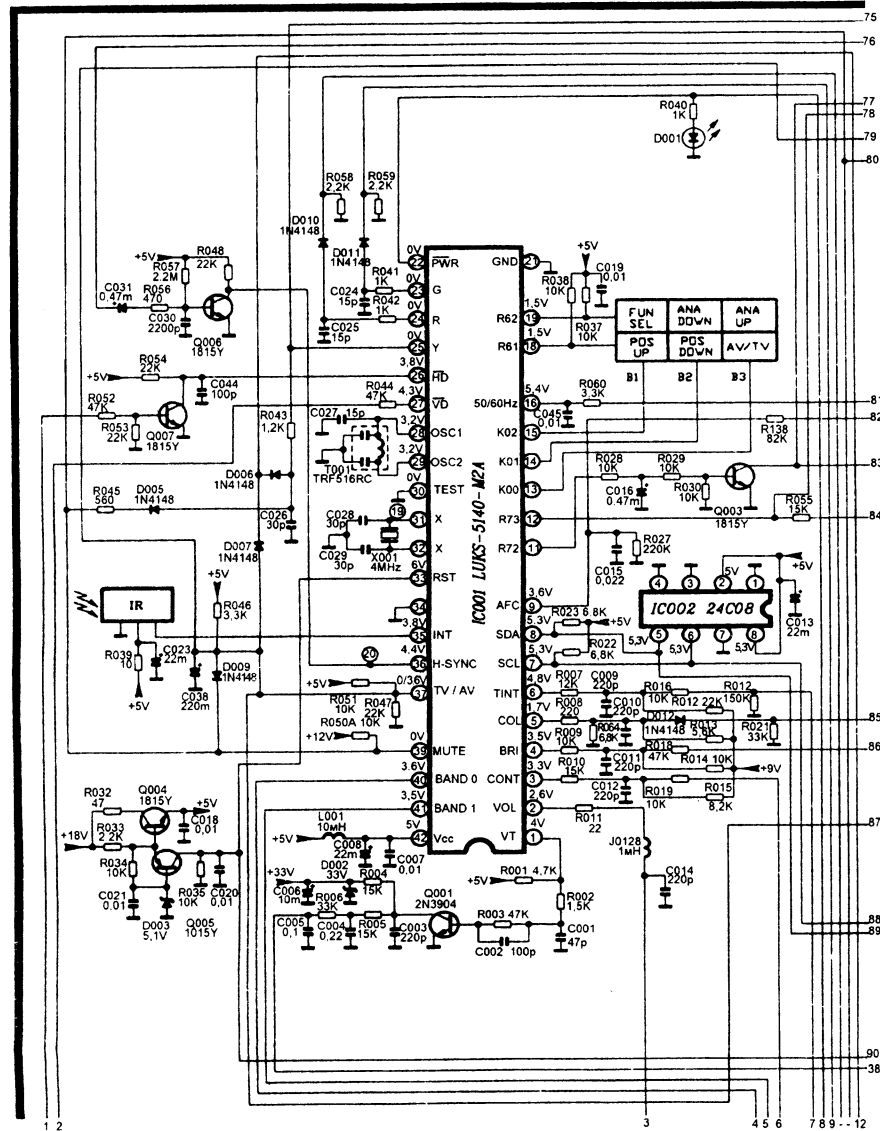 75
76
77
78
79
80
R040
1K
D001
R058
2,2K
R059
2,2K
D010
1N4148
D011
1N4148
R041
1K
R042
1K
C024
15p
C025
15p
+5V
R048
22K
R057
2.2M
C031
0,47m
R056
470
C030
2200p
Q006
1815Y
R054
22K
+5V
C044
100p
R052
47K
R053
22K
Q007
1815Y
R043
1,2K
R044
47K
C027 15p
T001
TRF516RC
D006
1N4148
R045
560
D005
1N4148
C026
30p
C028
30p
C029
30p
X001
4MHz
19
D007
1N4148
+5V
R046
3,3K
IR
R039
10
+5V
C023
22m
C038
220m
D009
1N4148
20
+5V
R051
10K
R047
22K
R050A 10K
+12V
0V
22 PWR
0V
23 G
0V
24 R
0V
25 Y
3,8V
26 HD
4.3V
27 VD
3,2V
28 OSC1
3,2V
29 OSC2
30 TEST
31 X
32 X
6V
33 RST
34
3.8V
35 INT
4.4V
36 H-SYNC
0/36V
37 TV/AV
0V
39 MUTE
3.6V
40 BAND 0
3,5V
41 BAND 1
5V
42 Vcc
IC001 LUKS-5140-M2A
GND 21
1,5V
R62 19
1.5V
R61 18
5,4V
50/60Hz 16
K02 15
K01 14
K00 13
R73 12
R72 11
3,6V
AFC 9
5.3V
SDA 8
5,3V
SCL 7
4,8V
TINT 6
1.7V
COL 5
3.5V
BRI 4
3.3V
CONT 3
2,6V
VOL 2
4V
VT 1
+5V
R038
10K
C019
0,01
R037
10K
FUN SEL
ANA DOWN
ANA UP
POS UP
POS DOWN
AV/TV
B1 B2 B3
R060
3,3K
C045
0,01
81
82
R138
82K
R028
10K
R029
10K
C016
0,47m
R030
10K
Q003
1815Y
83
R055
15K
84
C015
0,022
R027
220K
5V
+5V
4 3 2 1
IC002 24C08
5 6 7 8
5,3V
5,3V
5,3V
C013
22m
R023 6,8K
+5V
R022
6,8K
R007
12K
C009
220p
R016
10K
R012 22K
R012
150K
R008
220
C010
220p
R064
6,8K
D012
1N4148
R013
5,6K
R021
33K
85
R009
10K
C011
220p
R018
47K
R014 10K
86
+9V
R010
15K
C012
220p
R019
10K
R015
8,2K
R011
22
87
J0128
1мН
C014
220p
R001 4,7K
+5V
R002
1,5K
C001
47p
R003 47K
C002 100p
Q001
2N3904
L001
10мН
+5V
C008
22m
C007
0,01
+33V
D002
33V
R004
15K
C006
10m
R006
33K
C005
0,1
C004
0,22
R005
15K
C003
220p
R032
47
Q004
1815Y
+5V
C018
0,01
+18V
R033
2.2K
R034
10K
C021
0.01
D003
5,1V
R035
10K
C020
0,01
Q005
1015Y
88
89
90
38
1 2 3 4 5 6 7 8 9 - - 12